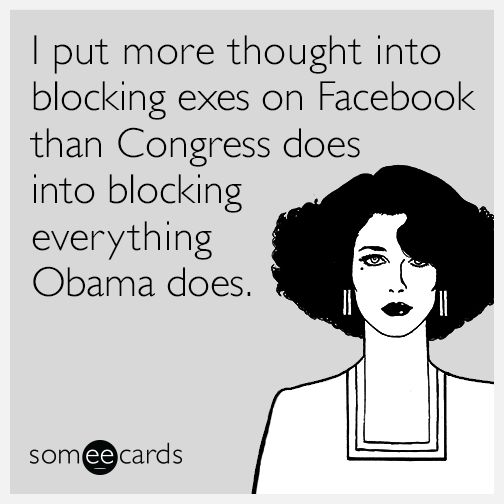 I put more thought into
blocking exes on Facebook
than Congress does
into blocking
everything
Obama does.
someecards